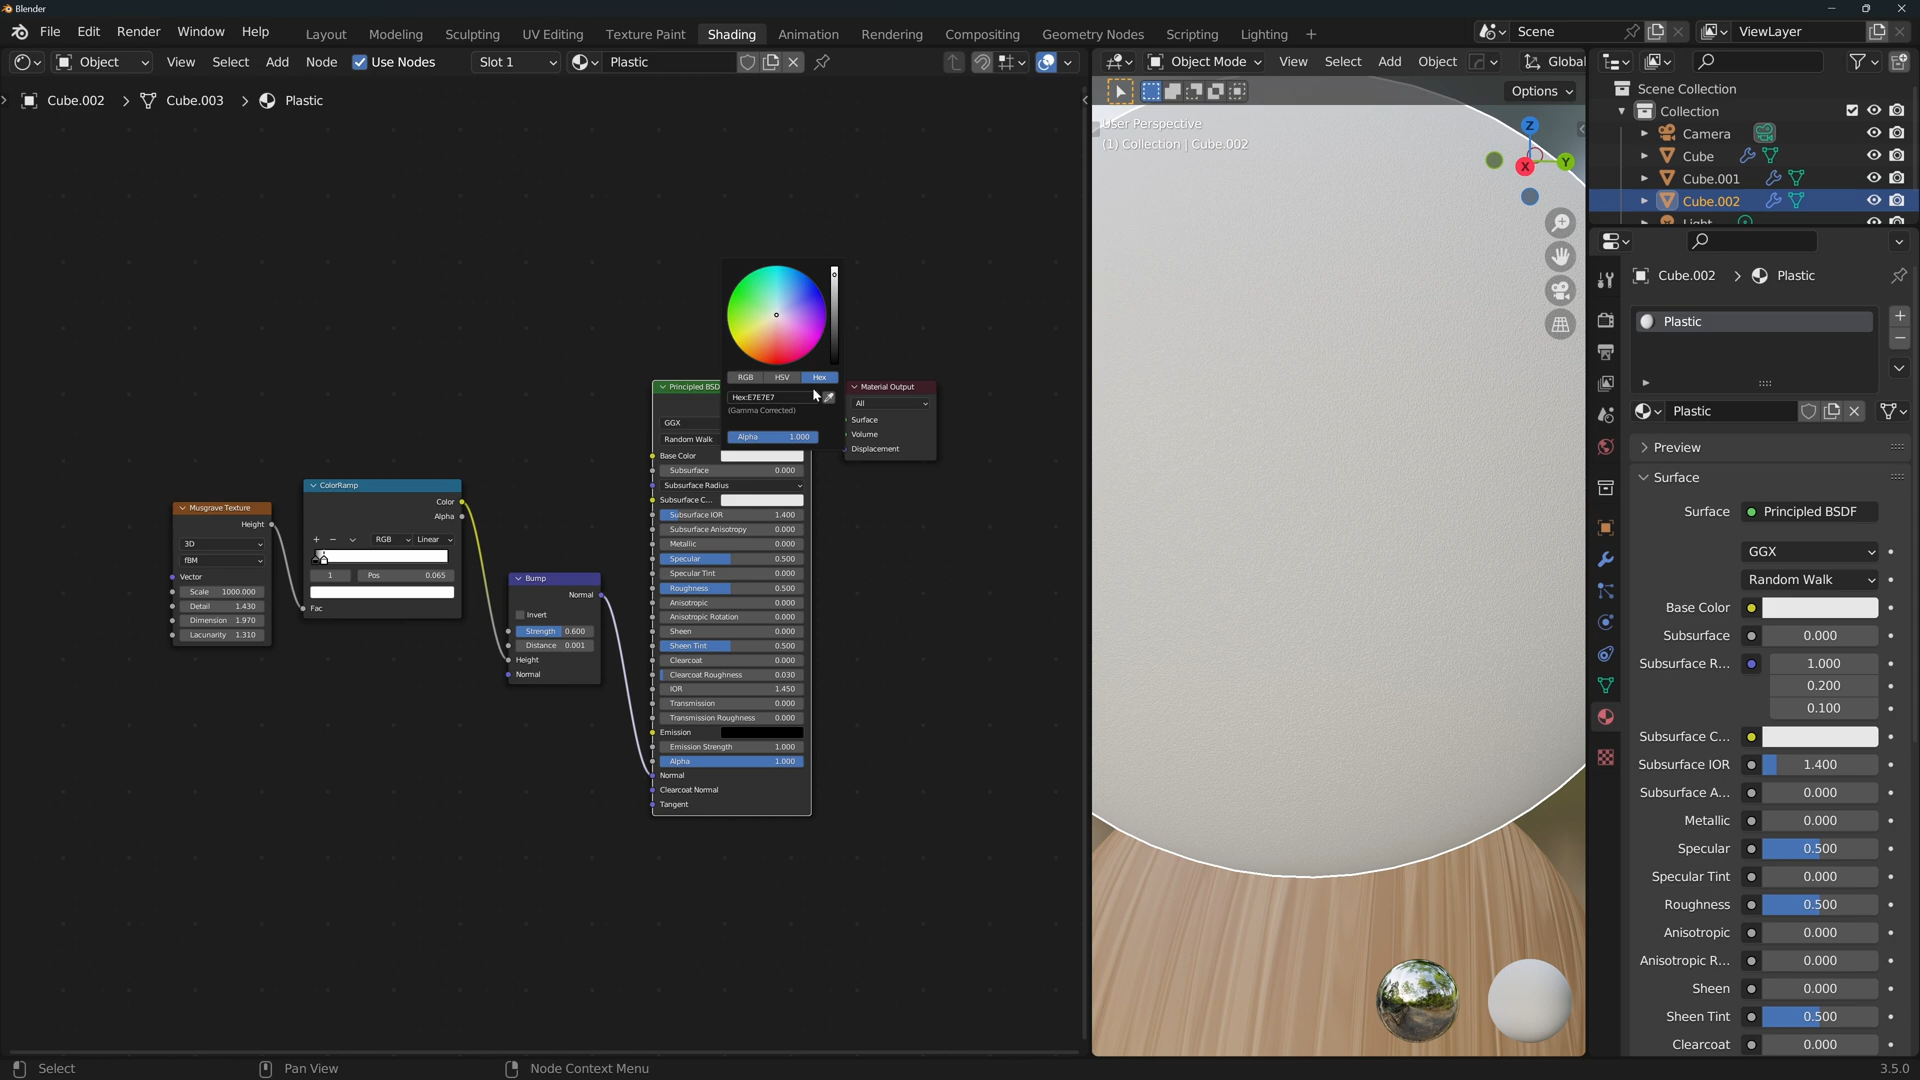 Blender
File Edit Render Window Help
Layout Modeling Sculpting UV Editing Texture Paint Shading Animation Rendering Compositing Geometry Nodes Scripting Lighting +
Scene
ViewLayer
Object View Select Add Node Use Nodes Slot 1 Plastic
Object Mode View Select Add Object Global
Options
Cube.002 > Cube.003 > Plastic
User Perspective
(1) Collection | Cube.002
Z
Y
X
Scene Collection
Collection
Camera
Cube
Cube.001
Cube.002
Light
Cube.002 > Plastic
Plastic
Plastic
Preview
Surface
Surface Principled BSDF
GGX
Random Walk
Base Color
Subsurface 0.000
Subsurface R... 1.000
0.200
0.100
Subsurface C...
Subsurface IOR 1.400
Subsurface A... 0.000
Metallic 0.000
Specular 0.500
Specular Tint 0.000
Roughness 0.500
Anisotropic 0.000
Anisotropic R... 0.000
Sheen 0.000
Sheen Tint 0.500
Clearcoat 0.000
RGB HSV Hex
Hex:E7E7E7
(Gamma Corrected)
Alpha 1.000
Musgrave Texture
Height
3D
fBM
Vector
Scale 1000.000
Detail 1.430
Dimension 1.970
Lacunarity 1.310
ColorRamp
Color
Alpha
+ − RGB Linear
1 Pos 0.065
Fac
Bump
Normal
Invert
Strength 0.600
Distance 0.001
Height
Normal
Principled BSD
GGX
Random Walk
Base Color
Subsurface 0.000
Subsurface Radius
Subsurface C...
Subsurface IOR 1.400
Subsurface Anisotropy 0.000
Metallic 0.000
Specular 0.500
Specular Tint 0.000
Roughness 0.500
Anisotropic 0.000
Anisotropic Rotation 0.000
Sheen 0.000
Sheen Tint 0.500
Clearcoat 0.000
Clearcoat Roughness 0.030
IOR 1.450
Transmission 0.000
Transmission Roughness 0.000
Emission
Emission Strength 1.000
Alpha 1.000
Normal
Clearcoat Normal
Tangent
Material Output
All
Surface
Volume
Displacement
Select
Pan View
Node Context Menu
3.5.0